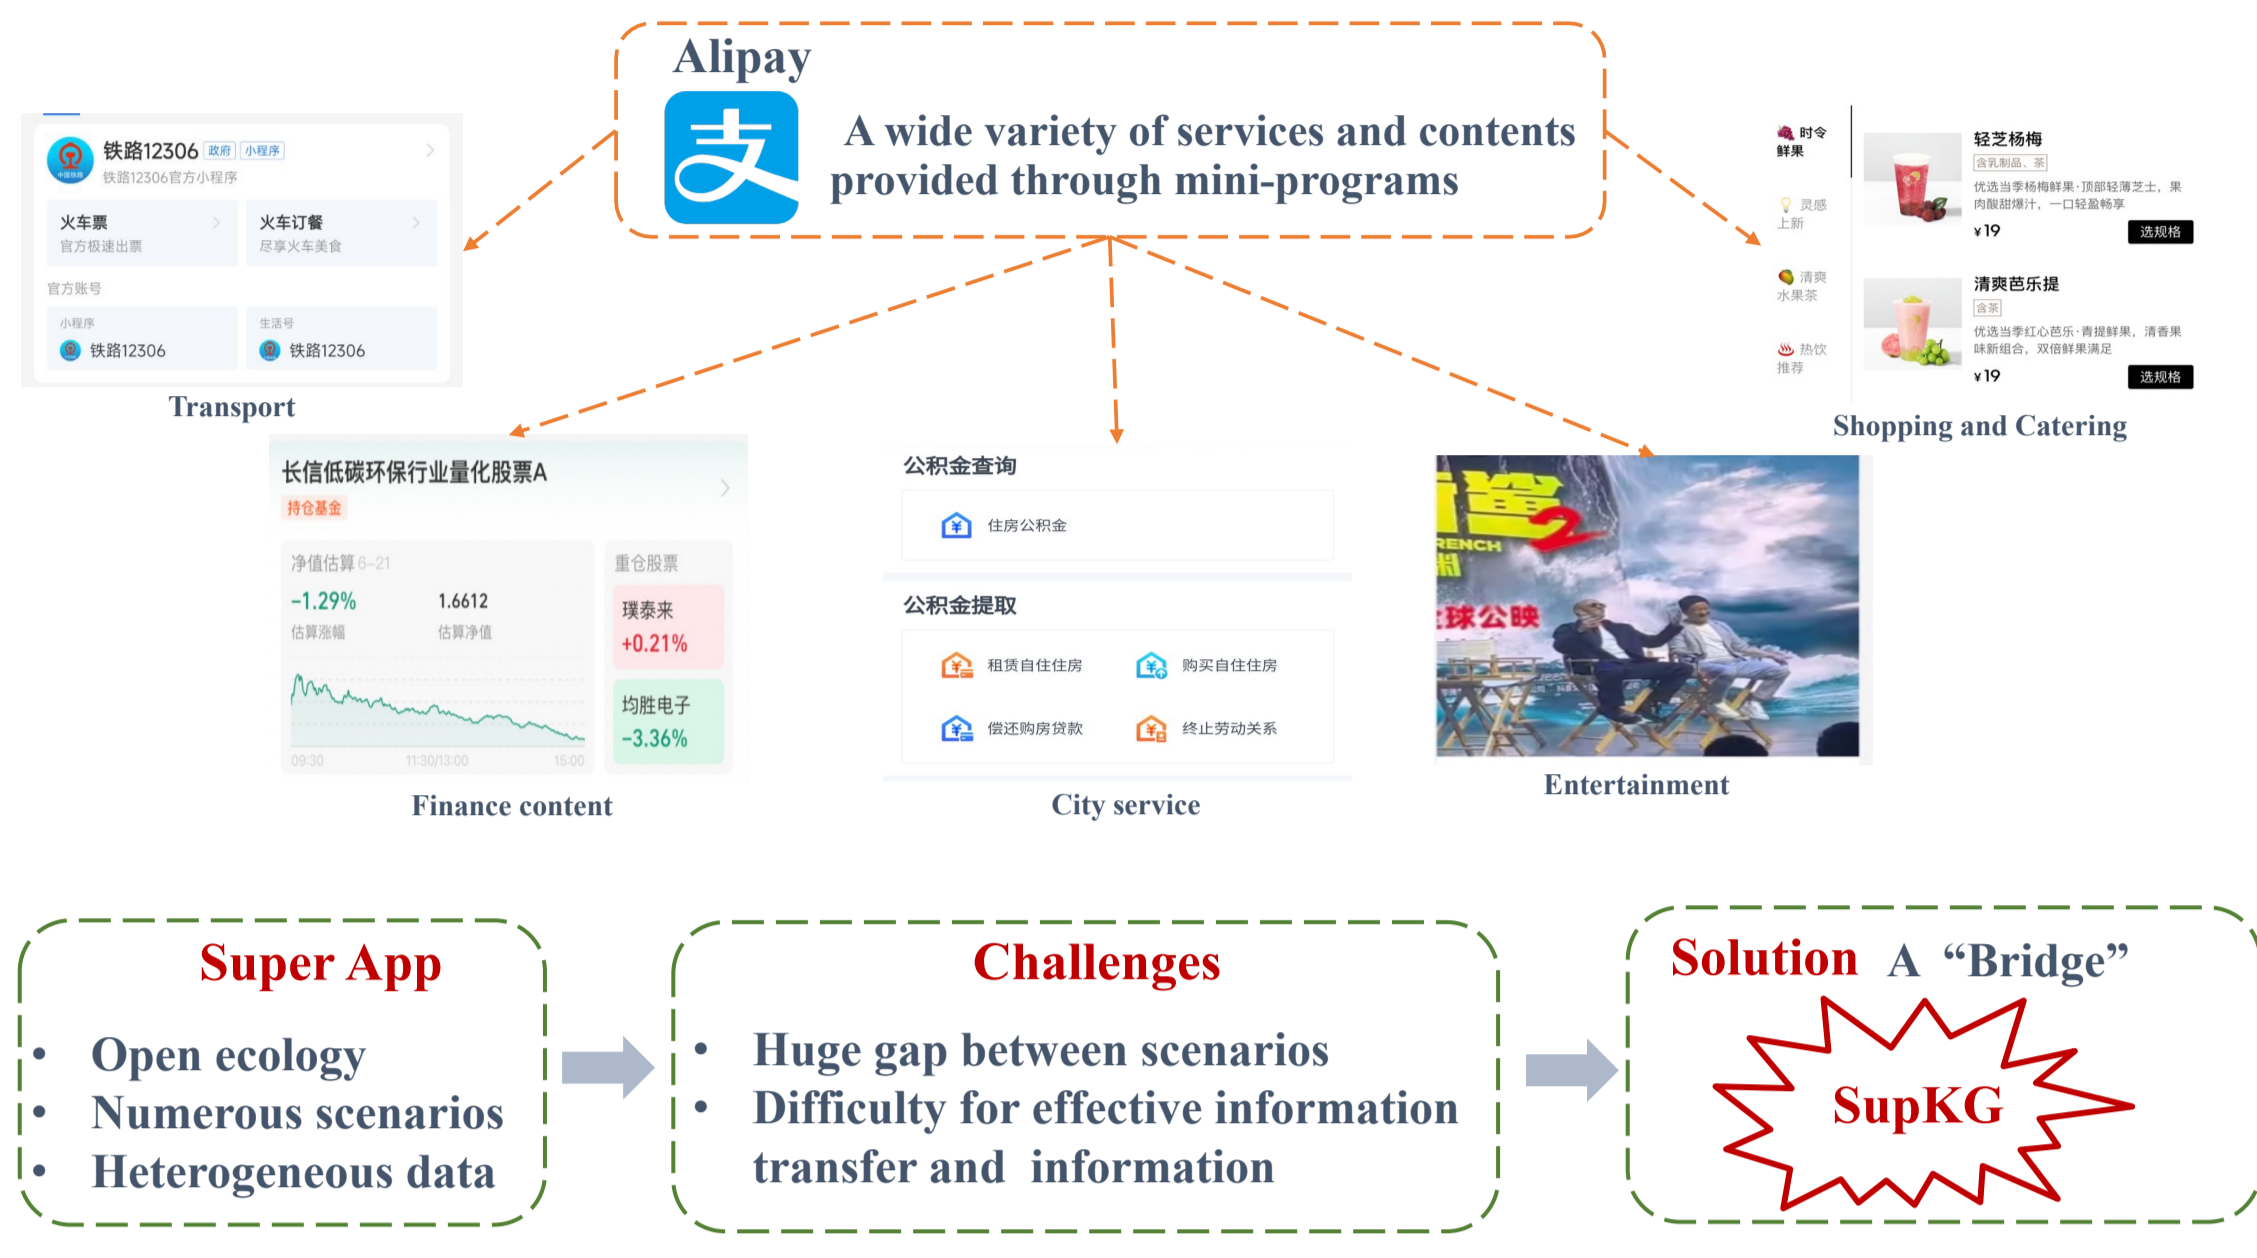 Alipay
支
A wide variety of services and contents
provided through mini-programs
铁路12306 政府 小程序
铁路12306官方小程序
中国铁路
火车票
官方极速出票
火车订餐
尽享火车美食
官方账号
小程序
铁路12306
生活号
铁路12306
Transport
时令
鲜果
灵感
上新
清爽
水果茶
热饮
推荐
轻芝杨梅
含乳制品、茶
优选当季杨梅鲜果·顶部轻薄芝士，果
肉酸甜爆汁，一口轻盈畅享
¥19
选规格
清爽芭乐提
含茶
优选当季红心芭乐·青提鲜果，清香果
味新组合，双倍鲜果满足
¥19
选规格
Shopping and Catering
长信低碳环保行业量化股票A
持仓基金
净值估算 6-21
-1.29%
估算涨幅
1.6612
估算净值
09:30 11:30/13:00 15:00
重仓股票
璞泰来
+0.21%
均胜电子
-3.36%
Finance content
公积金查询
住房公积金
公积金提取
租赁自住住房
购买自住住房
偿还购房贷款
终止劳动关系
City service
鲨2
RENCH
球公映
Entertainment
Super App
• Open ecology
• Numerous scenarios
• Heterogeneous data
Challenges
• Huge gap between scenarios
• Difficulty for effective information
transfer and information
Solution A “Bridge”
SupKG